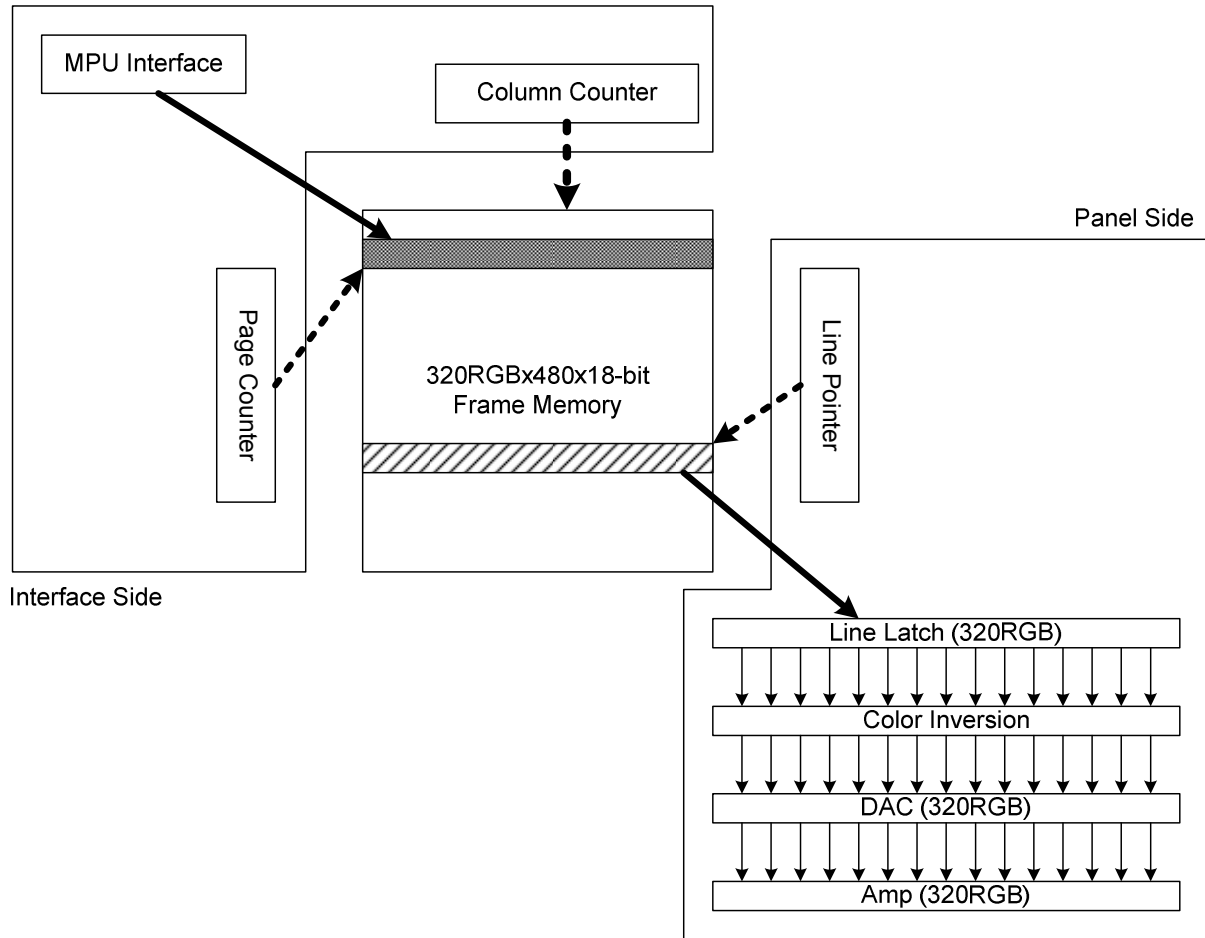 MPU Interface
Column Counter
Panel Side
Page Counter
Line Pointer
320RGBx480x18-bit
Frame Memory
Interface Side
Line Latch (320RGB)
Color Inversion
DAC (320RGB)
Amp (320RGB)